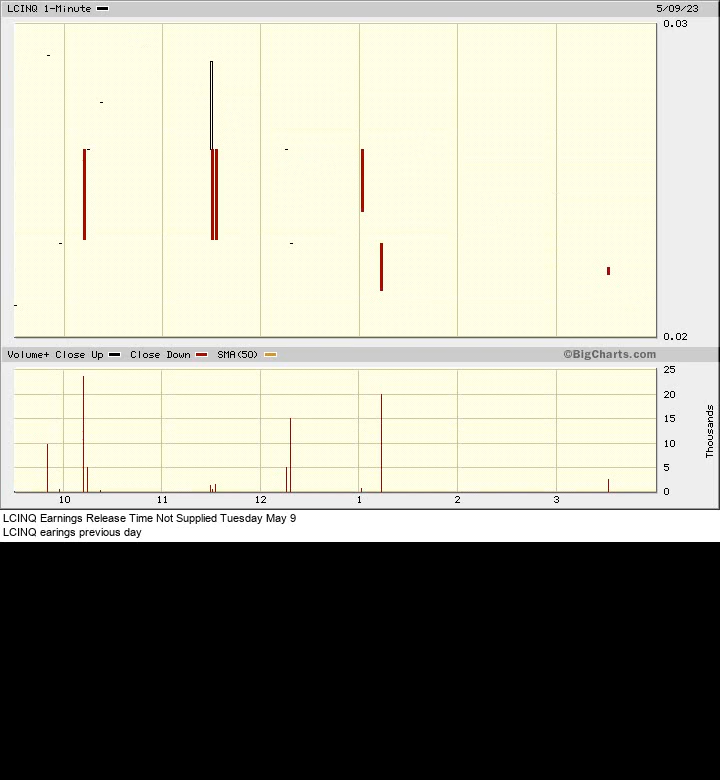 LCINQ 1-Minute 5/09/23
0.03
0.02
Volume+ Close Up Close Down SMA(50) ©BigCharts.com
25
20
15
10
5
0
Thousands
10 11 12 1 2 3
LCINQ Earnings Release Time Not Supplied Tuesday May 9
LCINQ earings previous day